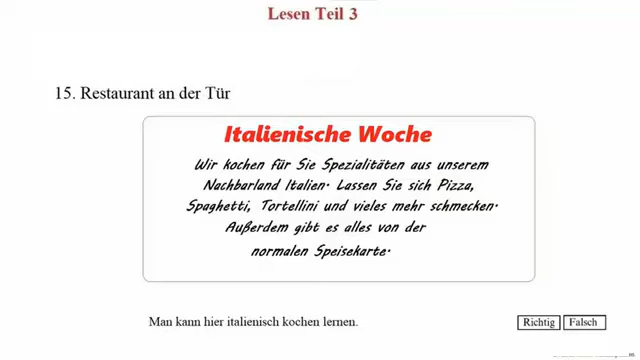 Lesen Teil 3
15. Restaurant an der Tür
Italienische Woche
Wir kochen für Sie Spezialitäten aus unserem
Nachbarland Italien. Lassen Sie sich Pizza,
Spaghetti, Tortellini und vieles mehr schmecken.
Außerdem gibt es alles von der
normalen Speisekarte.
Man kann hier italienisch kochen lernen.
Richtig Falsch